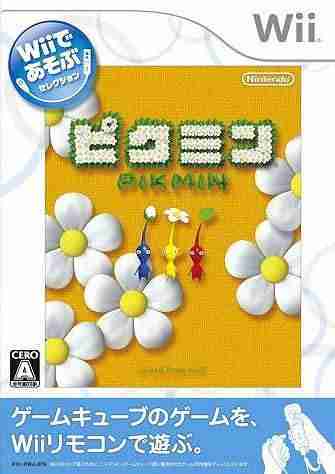 Wiiで
あそぶ
セレクション
Wii
Nintendo
ピクミン
PIKMIN
CERO
A
ゲームキューブのゲームを、
Wiiリモコンで遊ぶ。